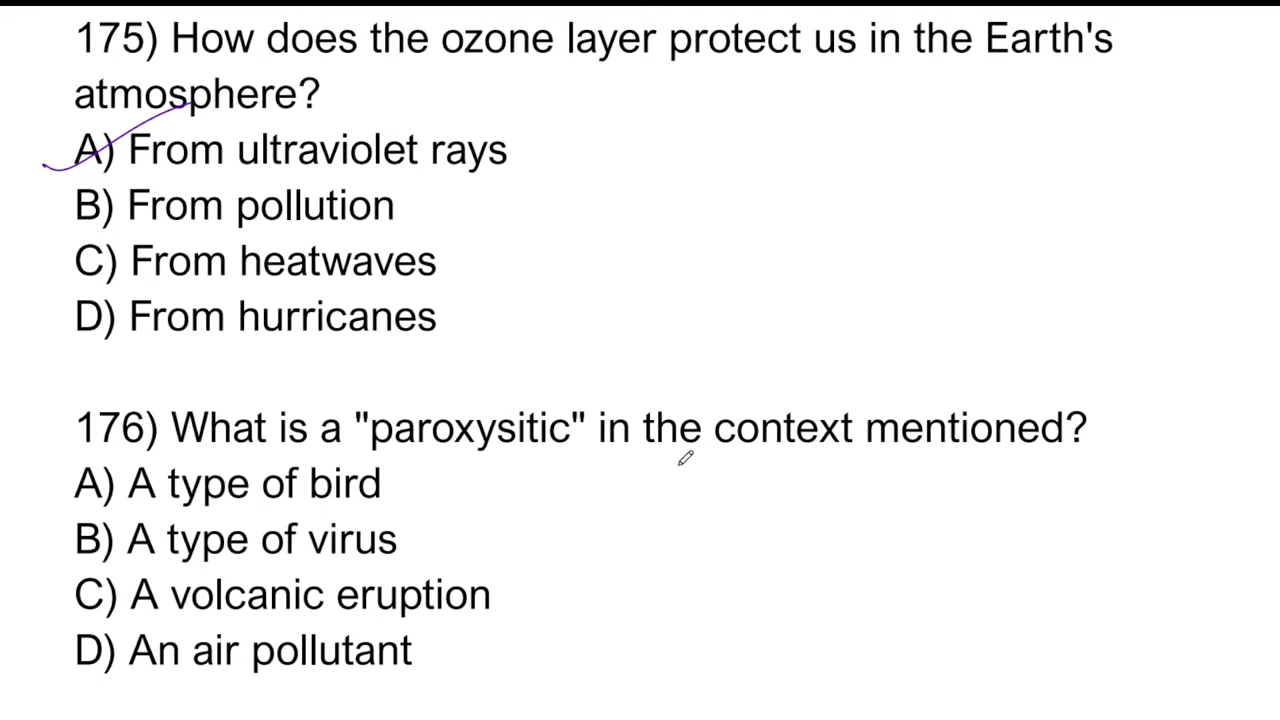 175) How does the ozone layer protect us in the Earth's
atmosphere?
A) From ultraviolet rays
B) From pollution
C) From heatwaves
D) From hurricanes
176) What is a "paroxysitic" in the context mentioned?
A) A type of bird
B) A type of virus
C) A volcanic eruption
D) An air pollutant